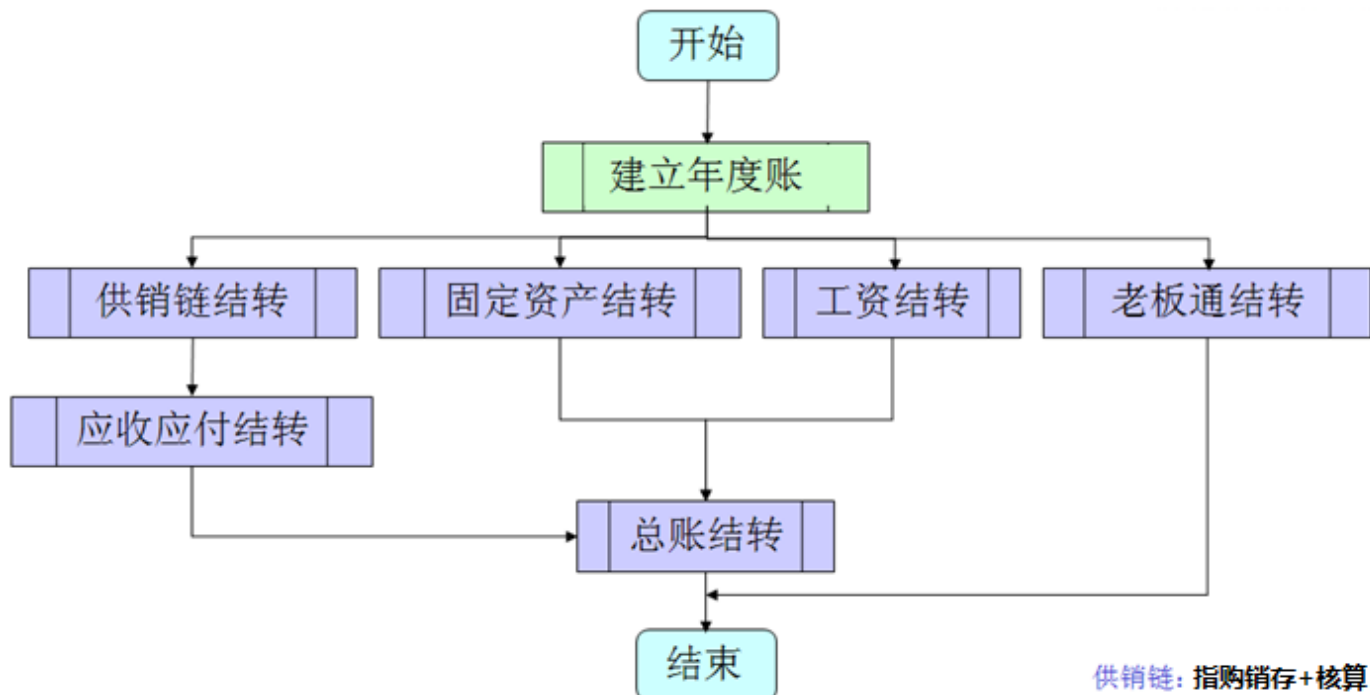 开始
建立年度账
供销链结转
固定资产结转
工资结转
老板通结转
应收应付结转
总账结转
结束
供销链：指购销存+核算